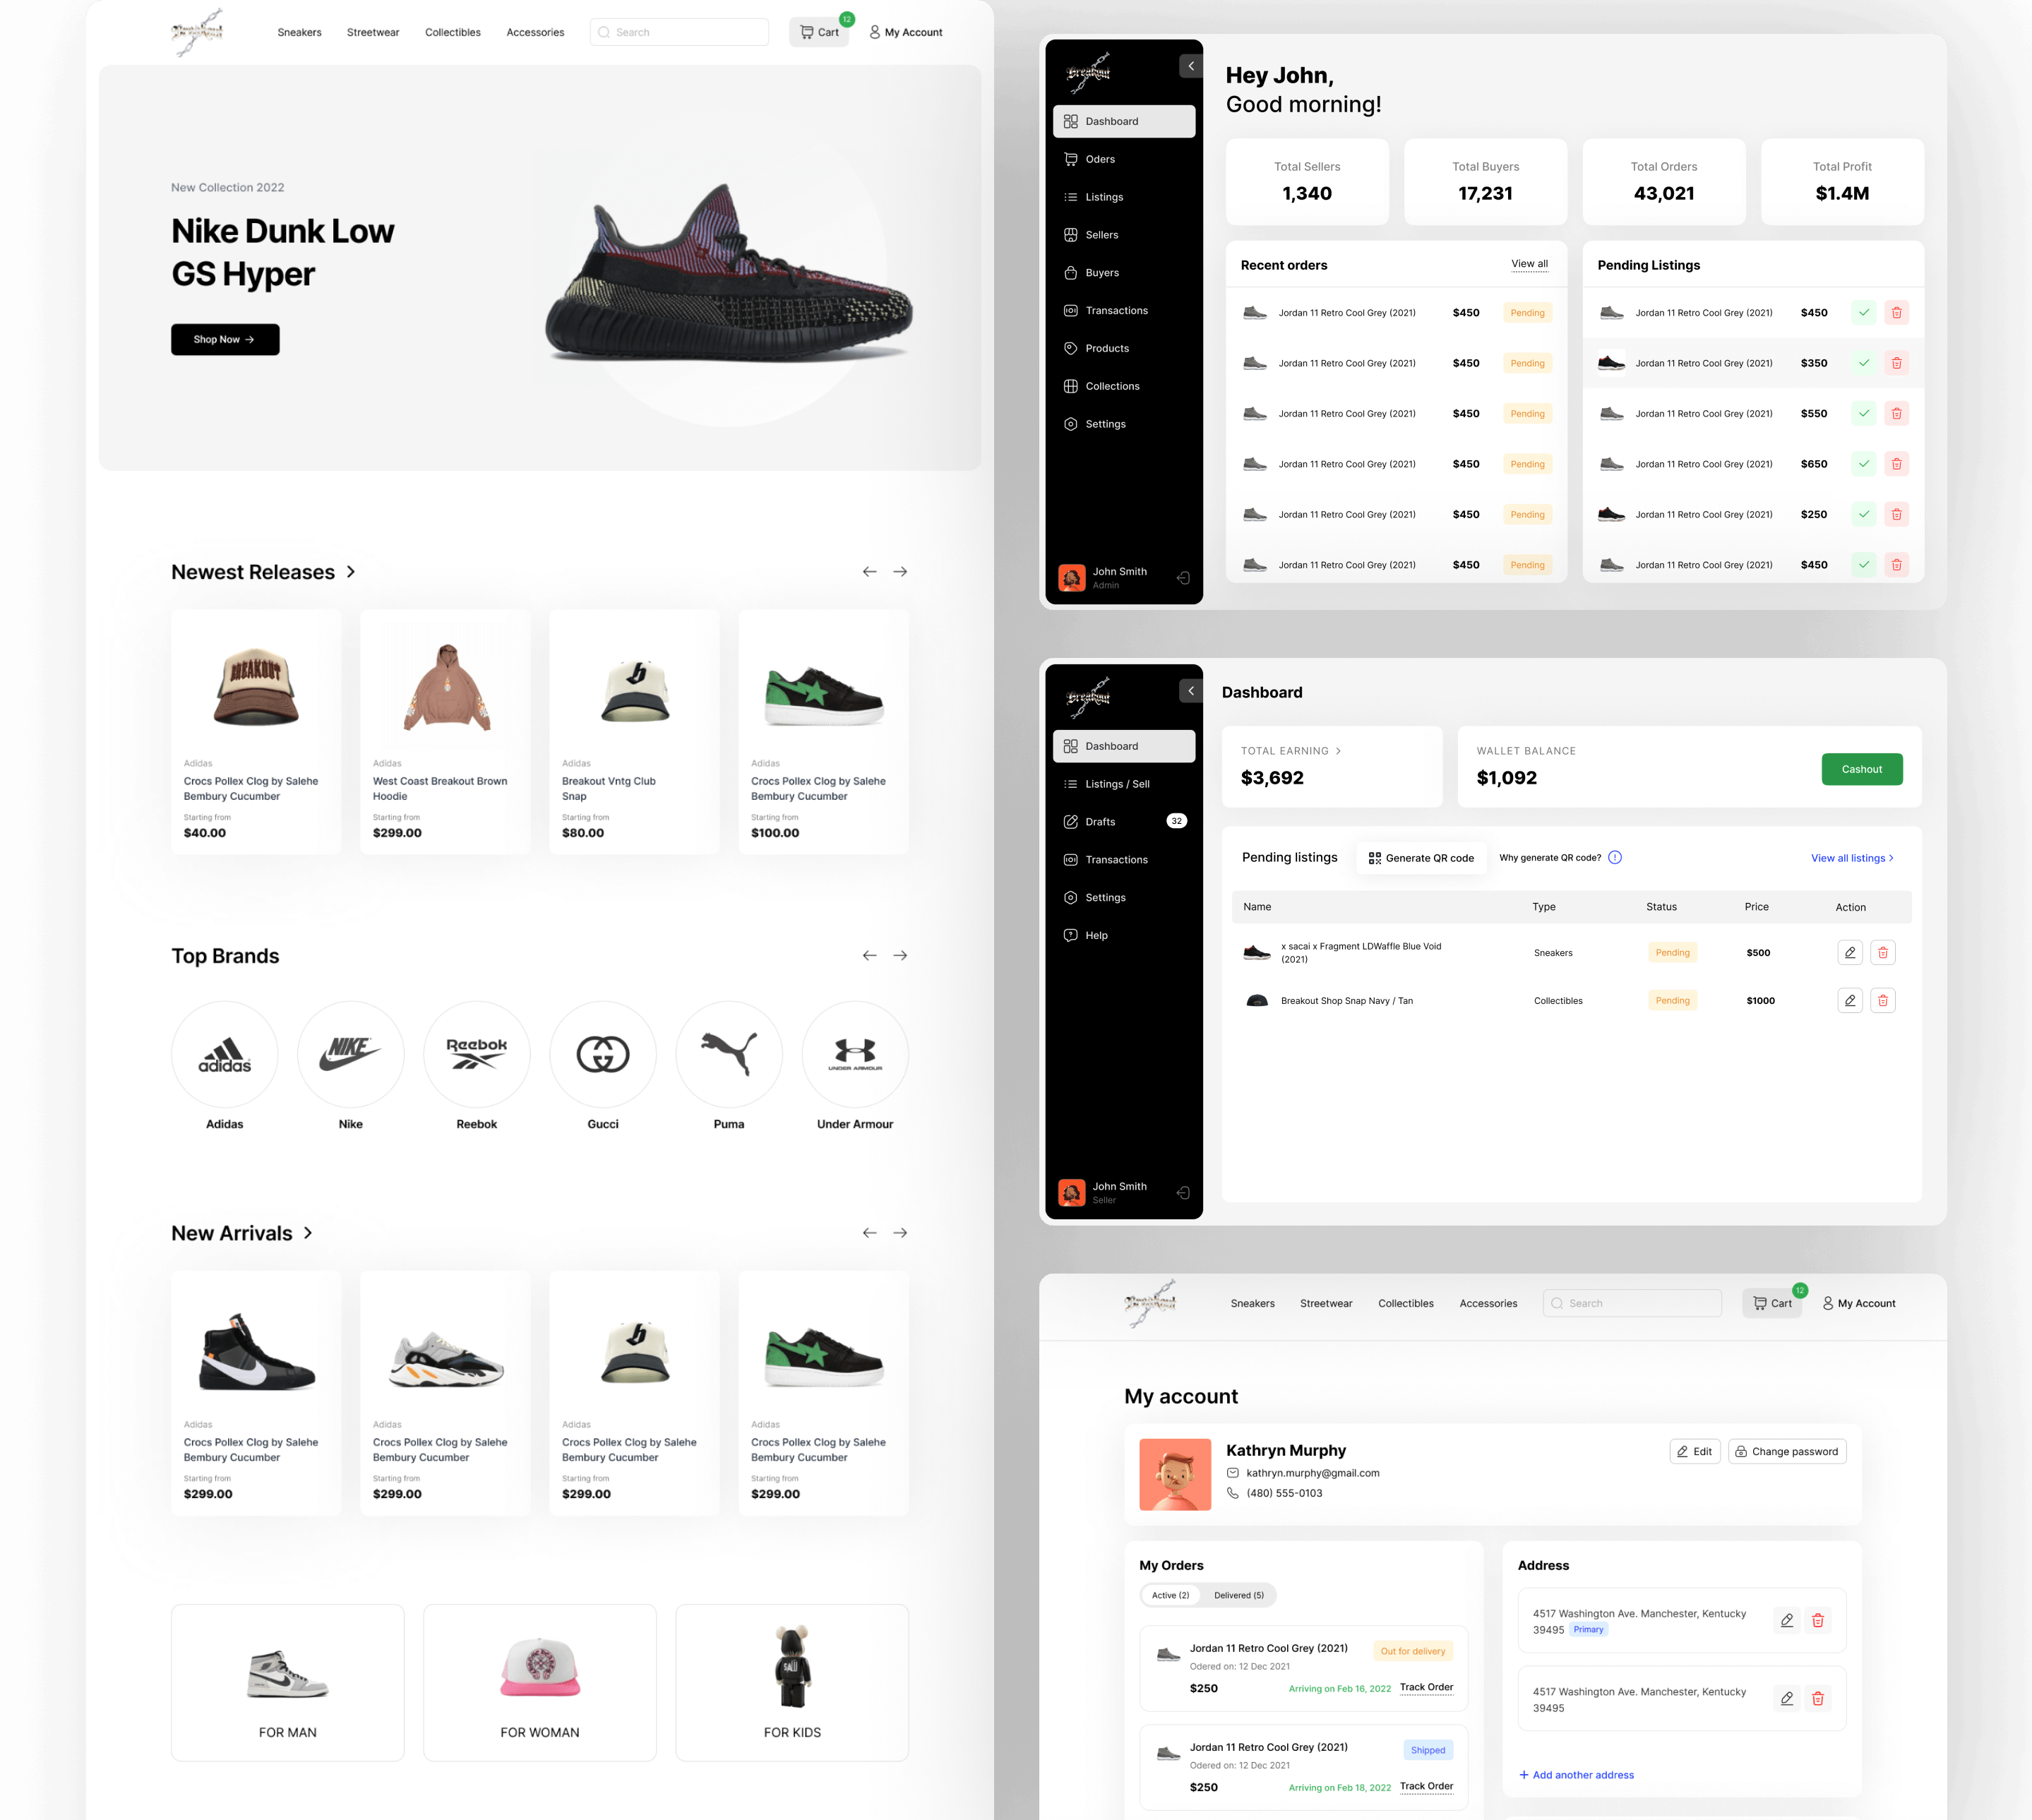 Breakout
Sneakers
Streetwear
Collectibles
Accessories
Search
Cart
12
My Account
New Collection 2022
Nike Dunk Low
GS Hyper
Shop Now
Newest Releases
BREAKOUT
b
b
Adidas
Crocs Pollex Clog by Salehe
Bembury Cucumber
Starting from
$40.00
Adidas
West Coast Breakout Brown
Hoodie
Starting from
$299.00
Adidas
Breakout Vntg Club
Snap
Starting from
$80.00
Adidas
Crocs Pollex Clog by Salehe
Bembury Cucumber
Starting from
$100.00
Top Brands
adidas
NIKE
Reebok
UNDER ARMOUR
Adidas
Nike
Reebok
Gucci
Puma
Under Armour
New Arrivals
Adidas
Crocs Pollex Clog by Salehe
Bembury Cucumber
Starting from
$299.00
Adidas
Crocs Pollex Clog by Salehe
Bembury Cucumber
Starting from
$299.00
Adidas
Crocs Pollex Clog by Salehe
Bembury Cucumber
Starting from
$299.00
Adidas
Crocs Pollex Clog by Salehe
Bembury Cucumber
Starting from
$299.00
FOR MAN
FOR WOMAN
FOR KIDS
Breakout
Dashboard
Oders
Listings
Sellers
Buyers
Transactions
Products
Collections
Settings
John Smith
Admin
Hey John,
Good morning!
Total Sellers
1,340
Total Buyers
17,231
Total Orders
43,021
Total Profit
$1.4M
Recent orders
View all
Jordan 11 Retro Cool Grey (2021) $450 Pending
Jordan 11 Retro Cool Grey (2021) $450 Pending
Jordan 11 Retro Cool Grey (2021) $450 Pending
Jordan 11 Retro Cool Grey (2021) $450 Pending
Jordan 11 Retro Cool Grey (2021) $450 Pending
Jordan 11 Retro Cool Grey (2021) $450 Pending
Pending Listings
Jordan 11 Retro Cool Grey (2021) $450
Jordan 11 Retro Cool Grey (2021) $350
Jordan 11 Retro Cool Grey (2021) $550
Jordan 11 Retro Cool Grey (2021) $650
Jordan 11 Retro Cool Grey (2021) $250
Jordan 11 Retro Cool Grey (2021) $450
Breakout
Dashboard
Listings / Sell
Drafts 32
Transactions
Settings
Help
John Smith
Seller
Dashboard
TOTAL EARNING
$3,692
WALLET BALANCE
$1,092
Cashout
Pending listings
Generate QR code
Why generate QR code?
View all listings
Name Type Status Price Action
x sacai x Fragment LDWaffle Blue Void
(2021)
Sneakers Pending $500
Breakout Shop Snap Navy / Tan Collectibles Pending $1000
Breakout
Sneakers
Streetwear
Collectibles
Accessories
Search
Cart
12
My Account
My account
Kathryn Murphy
kathryn.murphy@gmail.com
(480) 555-0103
Edit
Change password
My Orders
Active (2)
Delivered (5)
Jordan 11 Retro Cool Grey (2021)
Out for delivery
Odered on: 12 Dec 2021
$250
Arriving on Feb 16, 2022
Track Order
Jordan 11 Retro Cool Grey (2021)
Shipped
Odered on: 12 Dec 2021
$250
Arriving on Feb 18, 2022
Track Order
Address
4517 Washington Ave. Manchester, Kentucky
39495 Primary
4517 Washington Ave. Manchester, Kentucky
39495
+ Add another address